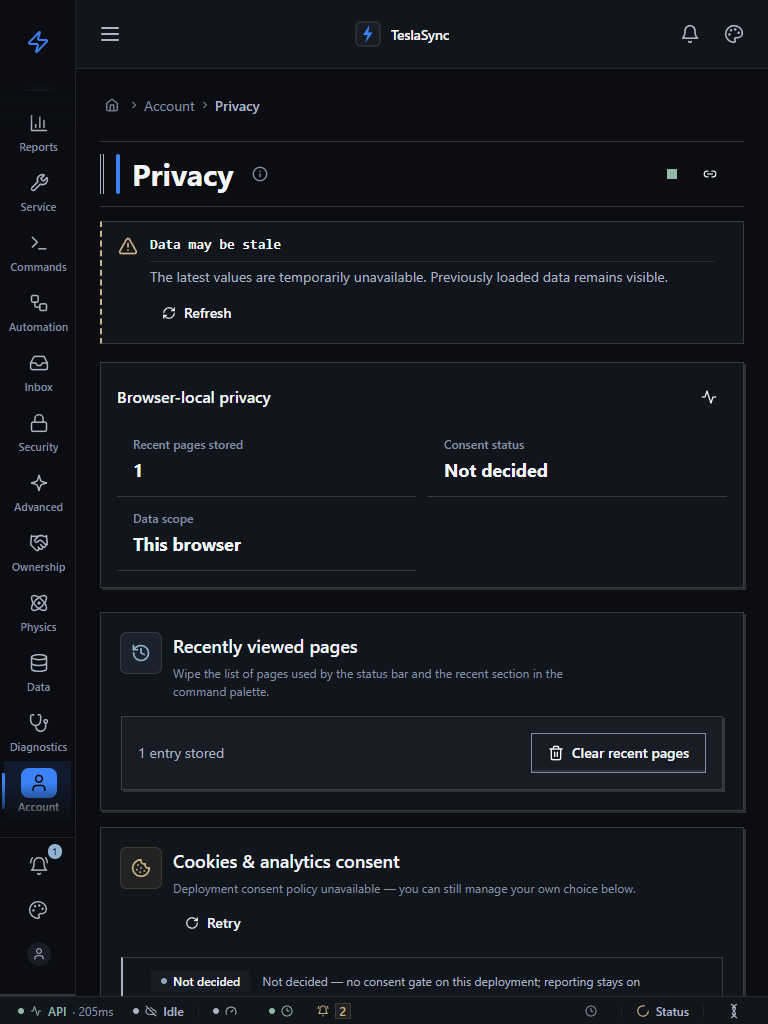 TeslaSync
Reports
Service
Commands
Automation
Inbox
Security
Advanced
Ownership
Physics
Data
Diagnostics
Account
1
Account
Privacy
Privacy
Data may be stale
The latest values are temporarily unavailable. Previously loaded data remains visible.
Refresh
Browser-local privacy
Recent pages stored
1
Consent status
Not decided
Data scope
This browser
Recently viewed pages
Wipe the list of pages used by the status bar and the recent section in the
command palette.
1 entry stored
Clear recent pages
Cookies & analytics consent
Deployment consent policy unavailable — you can still manage your own choice below.
Retry
Not decided
Not decided — no consent gate on this deployment; reporting stays on
API · 205ms
Idle
2
Status